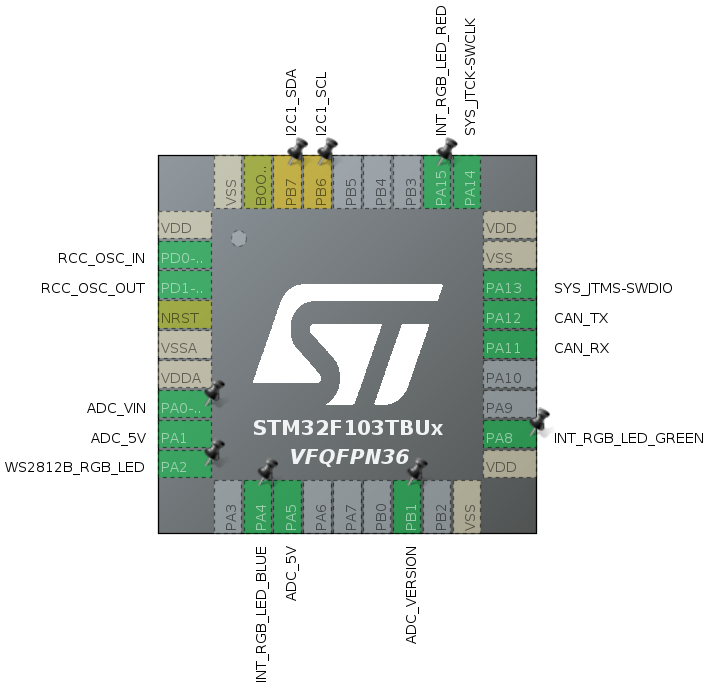 I2C1_SDA
I2C1_SCL
INT_RGB_LED_RED
SYS_JTCK-SWCLK
VSS
BOO..
PB7
PB6
PB5
PB4
PB3
PA15
PA14
VDD
RCC_OSC_IN
PD0-..
RCC_OSC_OUT
PD1-..
NRST
VSSA
VDDA
ADC_VIN
PA0-..
ADC_5V
PA1
WS2812B_RGB_LED
PA2
VDD
VSS
PA13
SYS_JTMS-SWDIO
PA12
CAN_TX
PA11
CAN_RX
PA10
PA9
PA8
INT_RGB_LED_GREEN
VDD
ST
STM32F103TBUx
VFQFPN36
PA3
PA4
PA5
PA6
PA7
PB0
PB1
PB2
VSS
INT_RGB_LED_BLUE
ADC_5V
ADC_VERSION